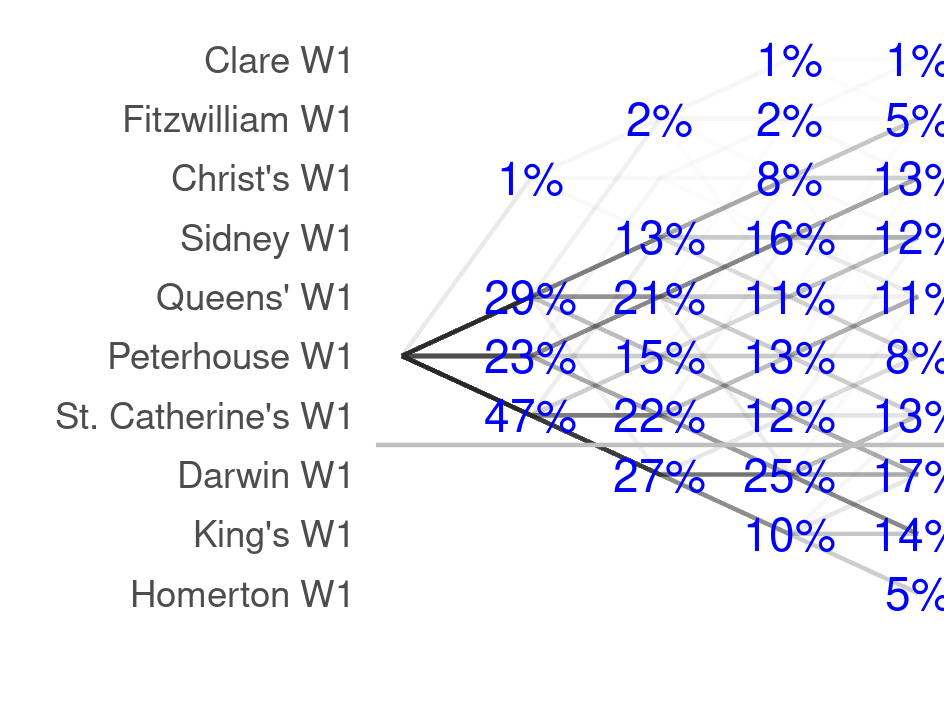 Clare W1 1% 1%
Fitzwilliam W1 2% 2% 5%
Christ's W1 1% 8% 13%
Sidney W1 13% 16% 12%
Queens' W1 29% 21% 11% 11%
Peterhouse W1 23% 15% 13% 8%
St. Catherine's W1 47% 22% 12% 13%
Darwin W1 27% 25% 17%
King's W1 10% 14%
Homerton W1 5%